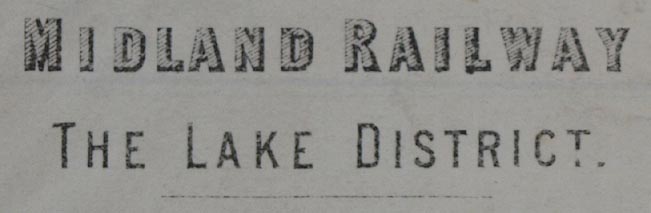 MIDLAND RAILWAY
THE LAKE DISTRICT.